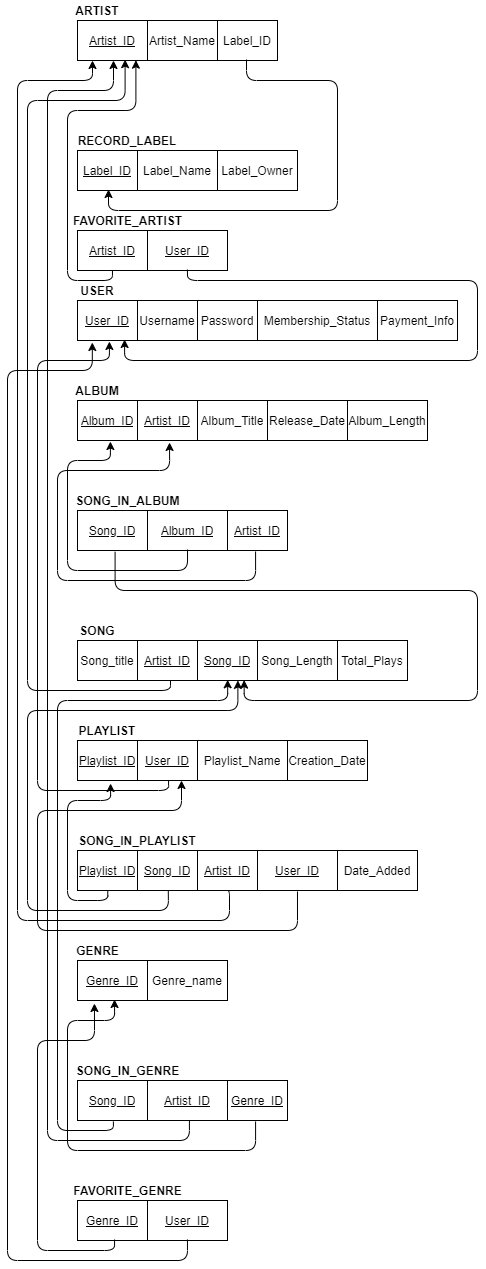 ARTIST
Artist_ID Artist_Name Label_ID
RECORD_LABEL
Label_ID Label_Name Label_Owner
FAVORITE_ARTIST
Artist_ID User_ID
USER
User_ID Username Password Membership_Status Payment_Info
ALBUM
Album_ID Artist_ID Album_Title Release_Date Album_Length
SONG_IN_ALBUM
Song_ID Album_ID Artist_ID
SONG
Song_title Artist_ID Song_ID Song_Length Total_Plays
PLAYLIST
Playlist_ID User_ID Playlist_Name Creation_Date
SONG_IN_PLAYLIST
Playlist_ID Song_ID Artist_ID User_ID Date_Added
GENRE
Genre_ID Genre_name
SONG_IN_GENRE
Song_ID Artist_ID Genre_ID
FAVORITE_GENRE
Genre_ID User_ID